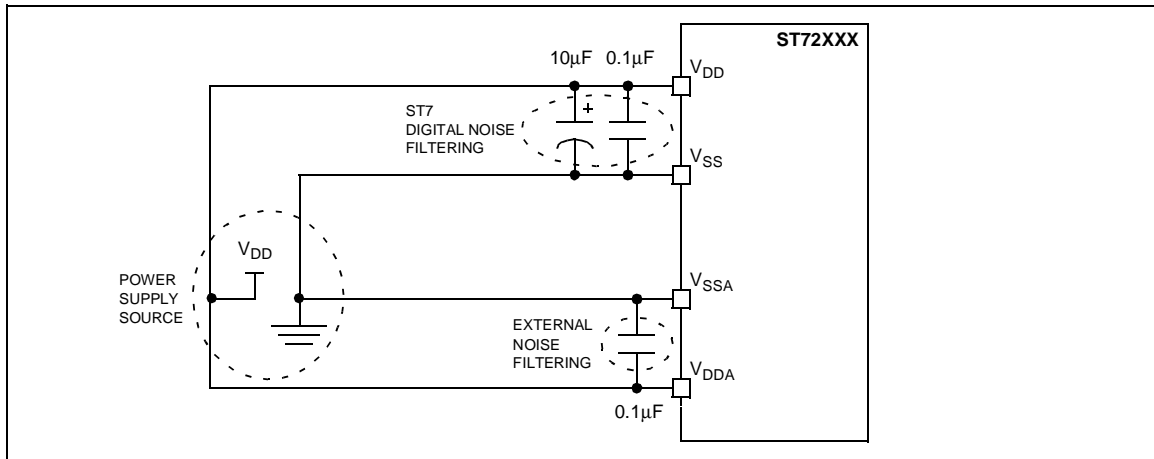 ST72XXX
10μF 0.1μF
VDD
ST7
DIGITAL NOISE
FILTERING
+
VSS
VDD
POWER
SUPPLY
SOURCE
VSSA
EXTERNAL
NOISE
FILTERING
VDDA
0.1μF